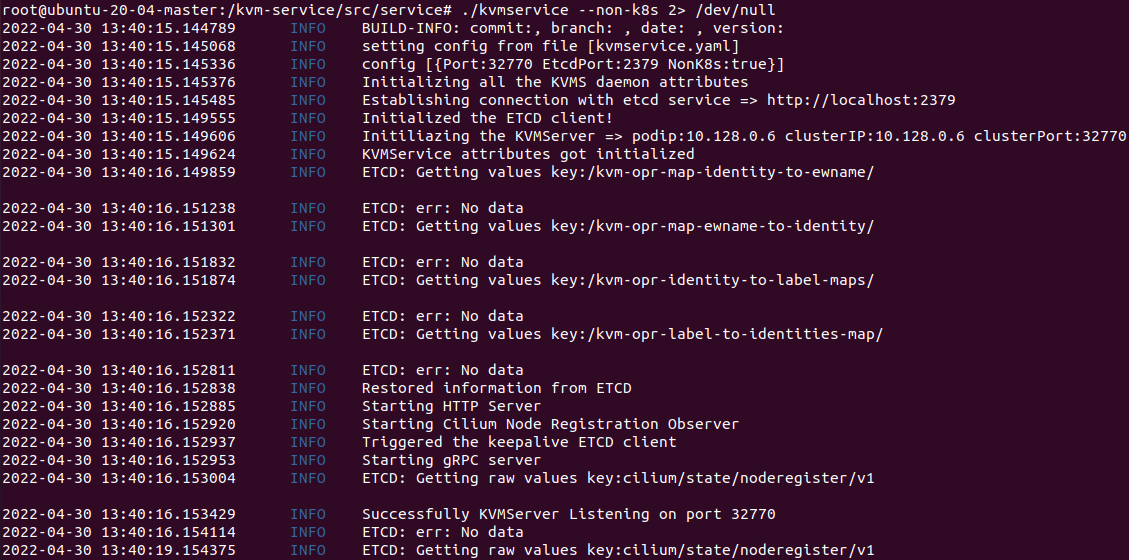 root@ubuntu-20-04-master:/kvm-service/src/service# ./kvmservice --non-k8s 2> /dev/null
2022-04-30 13:40:15.144789 INFO BUILD-INFO: commit:, branch: , date: , version:
2022-04-30 13:40:15.145068 INFO setting config from file [kvmservice.yaml]
2022-04-30 13:40:15.145336 INFO config [{Port:32770 EtcdPort:2379 NonK8s:true}]
2022-04-30 13:40:15.145376 INFO Initializing all the KVMS daemon attributes
2022-04-30 13:40:15.145485 INFO Establishing connection with etcd service => http://localhost:2379
2022-04-30 13:40:15.149555 INFO Initialized the ETCD client!
2022-04-30 13:40:15.149606 INFO Initiliazing the KVMServer => podip:10.128.0.6 clusterIP:10.128.0.6 clusterPort:32770
2022-04-30 13:40:15.149624 INFO KVMService attributes got initialized
2022-04-30 13:40:16.149859 INFO ETCD: Getting values key:/kvm-opr-map-identity-to-ewname/
2022-04-30 13:40:16.151238 INFO ETCD: err: No data
2022-04-30 13:40:16.151301 INFO ETCD: Getting values key:/kvm-opr-map-ewname-to-identity/
2022-04-30 13:40:16.151832 INFO ETCD: err: No data
2022-04-30 13:40:16.151874 INFO ETCD: Getting values key:/kvm-opr-identity-to-label-maps/
2022-04-30 13:40:16.152322 INFO ETCD: err: No data
2022-04-30 13:40:16.152371 INFO ETCD: Getting values key:/kvm-opr-label-to-identities-map/
2022-04-30 13:40:16.152811 INFO ETCD: err: No data
2022-04-30 13:40:16.152838 INFO Restored information from ETCD
2022-04-30 13:40:16.152885 INFO Starting HTTP Server
2022-04-30 13:40:16.152920 INFO Starting Cilium Node Registration Observer
2022-04-30 13:40:16.152937 INFO Triggered the keepalive ETCD client
2022-04-30 13:40:16.152953 INFO Starting gRPC server
2022-04-30 13:40:16.153004 INFO ETCD: Getting raw values key:cilium/state/noderegister/v1
2022-04-30 13:40:16.153429 INFO Successfully KVMServer Listening on port 32770
2022-04-30 13:40:16.154114 INFO ETCD: err: No data
2022-04-30 13:40:19.154375 INFO ETCD: Getting raw values key:cilium/state/noderegister/v1